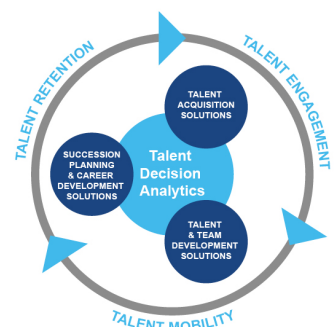 TALENT RETENTION
TALENT ENGAGEMENT
TALENT
ACQUISITION
SOLUTIONS
SUCCESSION
PLANNING
& CAREER
DEVELOPMENT
SOLUTIONS
Talent
Decision
Analytics
TALENT
& TEAM
DEVELOPMENT
SOLUTIONS
TALENT MOBILITY